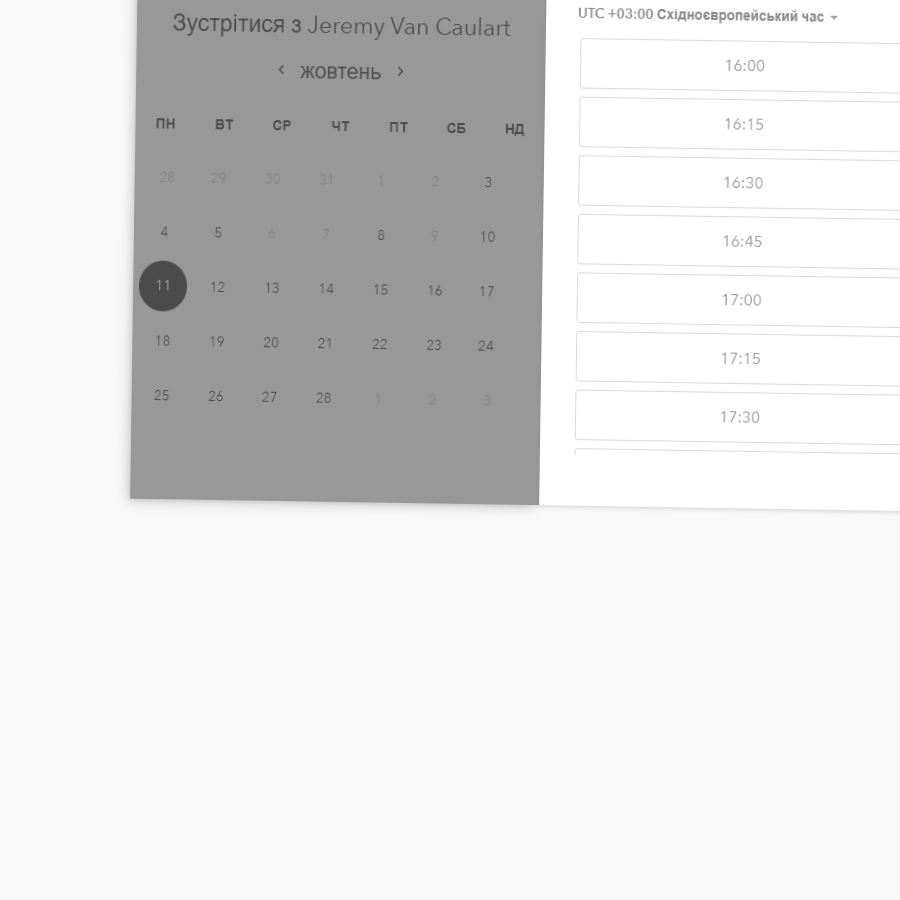 Зустрітися з Jeremy Van Caulart
‹ жовтень ›
ПН ВТ СР ЧТ ПТ СБ НД
28 29 30 31 1 2 3
4 5 6 7 8 9 10
11 12 13 14 15 16 17
18 19 20 21 22 23 24
25 26 27 28 1 2 3
UTC +03:00 Східноєвропейський час
16:00
16:15
16:30
16:45
17:00
17:15
17:30